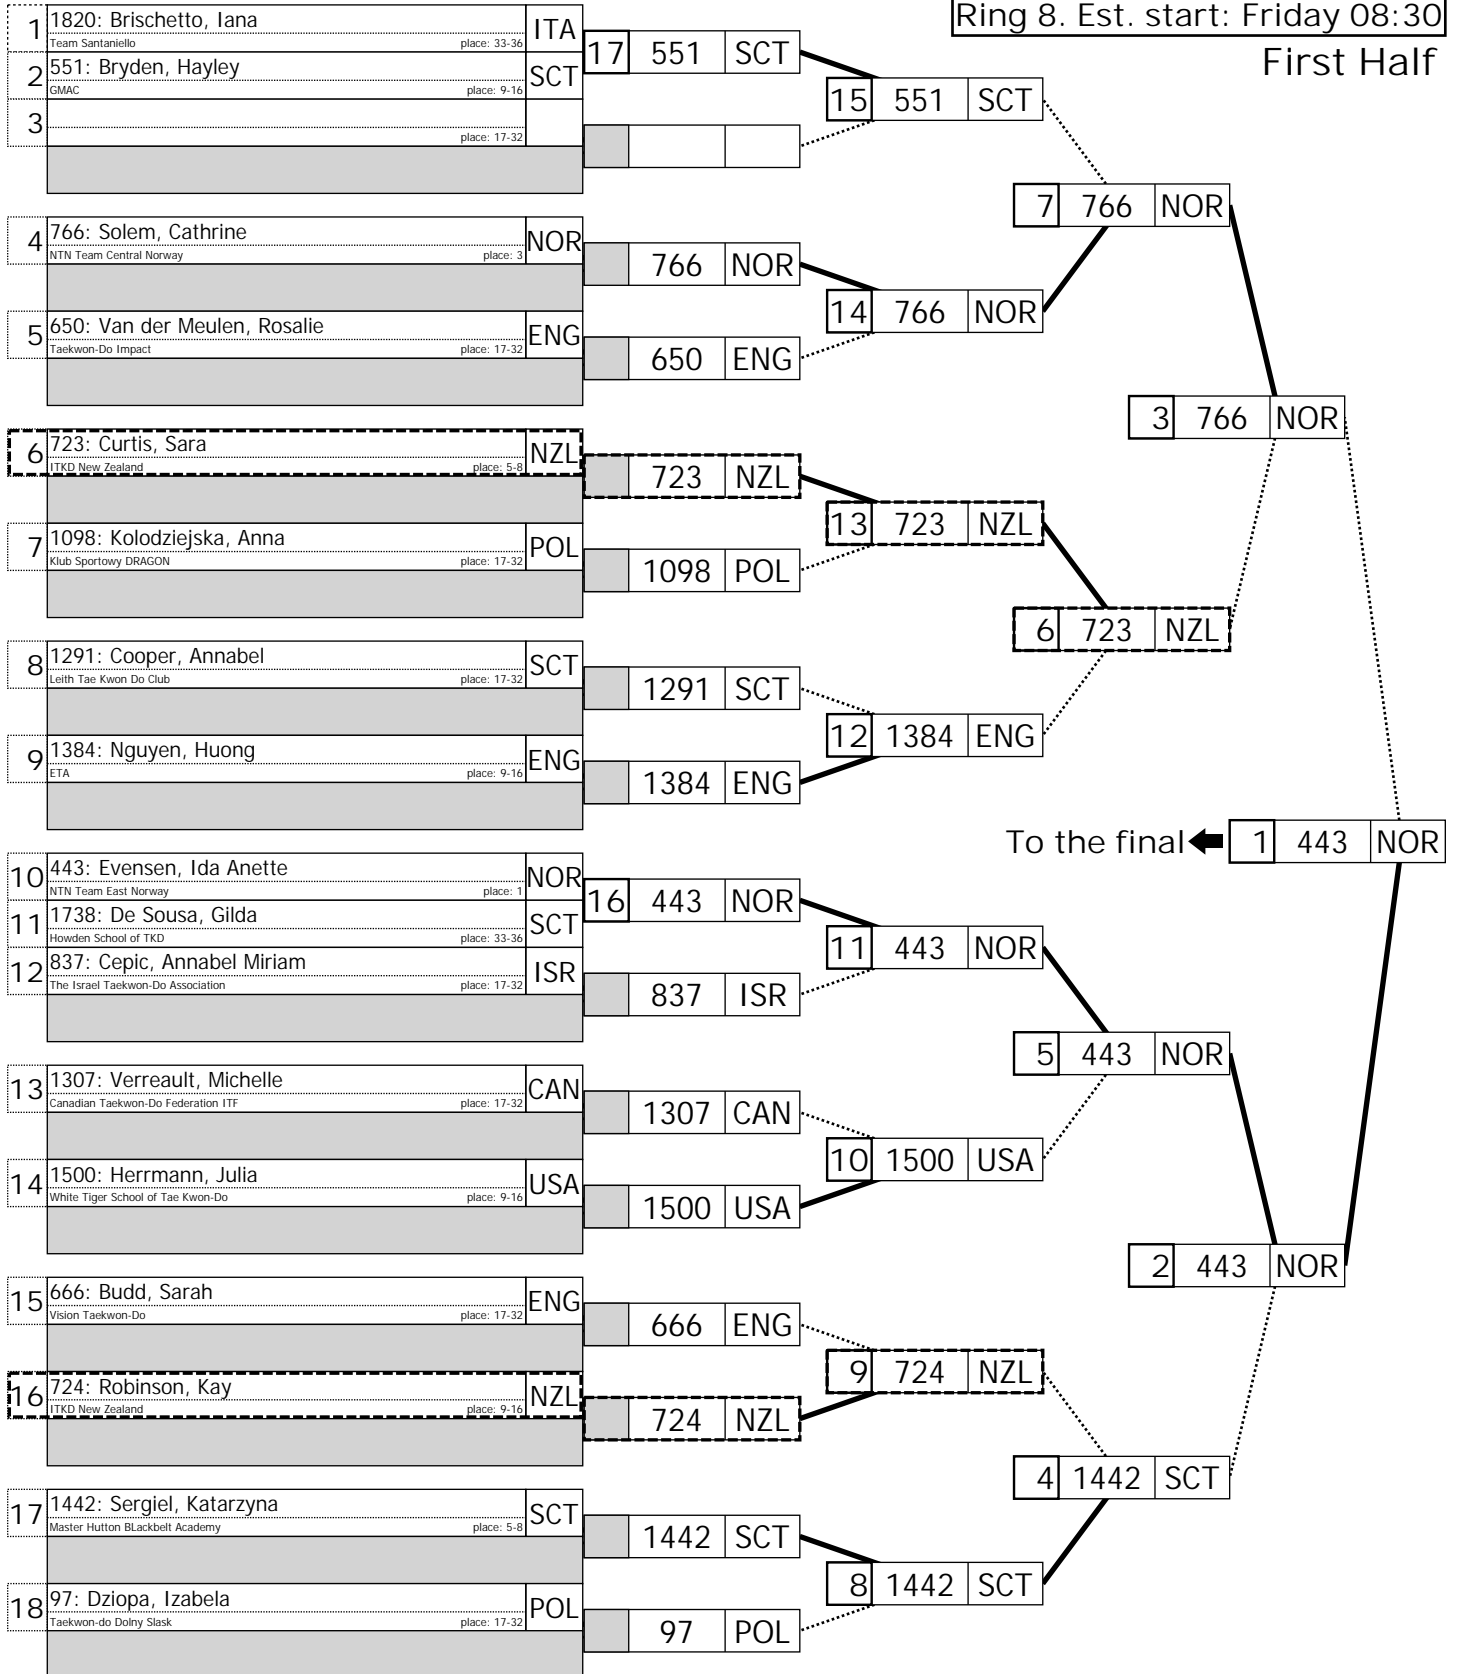 Ring 8. Est. start: Friday 08:30
First Half
1 1820: Brischetto, Iana ITA
Team Santaniello place: 33-36
2 551: Bryden, Hayley SCT
GMAC place: 9-16
3
place: 17-32
17 551 SCT
15 551 SCT
7 766 NOR
4 766: Solem, Cathrine NOR
NTN Team Central Norway place: 3
766 NOR
14 766 NOR
5 650: Van der Meulen, Rosalie ENG
Taekwon-Do Impact place: 17-32
650 ENG
3 766 NOR
6 723: Curtis, Sara NZL
ITKD New Zealand place: 5-8
723 NZL
13 723 NZL
7 1098: Kolodziejska, Anna POL
Klub Sportowy DRAGON place: 17-32
1098 POL
6 723 NZL
8 1291: Cooper, Annabel SCT
Leith Tae Kwon Do Club place: 17-32
1291 SCT
12 1384 ENG
9 1384: Nguyen, Huong ENG
ETA place: 9-16
1384 ENG
To the final 1 443 NOR
10 443: Evensen, Ida Anette NOR
NTN Team East Norway place: 1
16 443 NOR
11 1738: De Sousa, Gilda SCT
Howden School of TKD place: 33-36
11 443 NOR
12 837: Cepic, Annabel Miriam ISR
The Israel Taekwon-Do Association place: 17-32
837 ISR
5 443 NOR
13 1307: Verreault, Michelle CAN
Canadian Taekwon-Do Federation ITF place: 17-32
1307 CAN
10 1500 USA
14 1500: Herrmann, Julia USA
White Tiger School of Tae Kwon-Do place: 9-16
1500 USA
2 443 NOR
15 666: Budd, Sarah ENG
Vision Taekwon-Do place: 17-32
666 ENG
9 724 NZL
16 724: Robinson, Kay NZL
ITKD New Zealand place: 9-16
724 NZL
4 1442 SCT
17 1442: Sergiel, Katarzyna SCT
Master Hutton BLackbelt Academy place: 5-8
1442 SCT
8 1442 SCT
18 97: Dziopa, Izabela POL
Taekwon-do Dolny Slask place: 17-32
97 POL